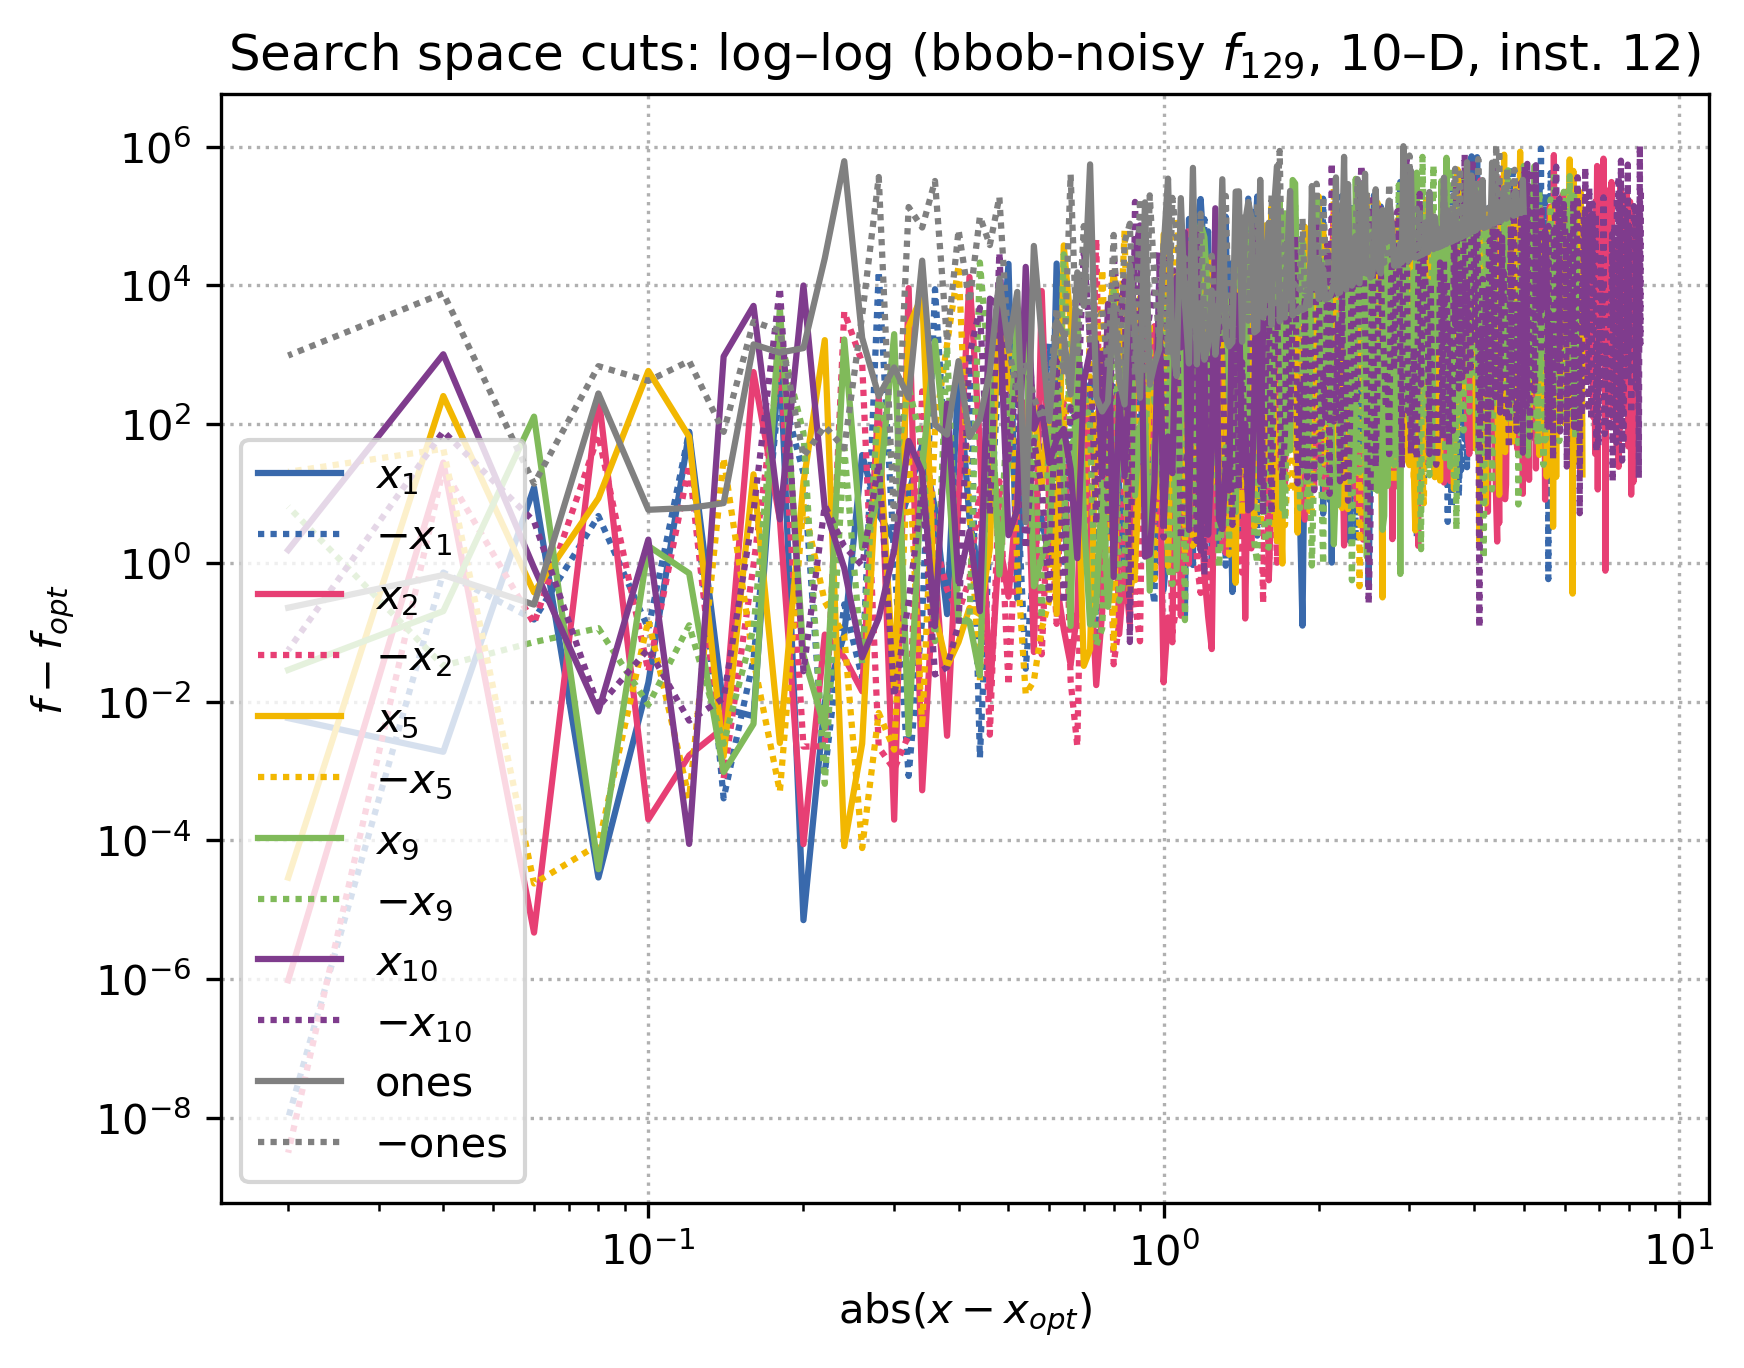 Search space cuts: log–log (bbob-noisy $f_{129}$, 10–D, inst. 12)
$f - f_{opt}$
$10^{6}$
$10^{4}$
$10^{2}$
$10^{0}$
$10^{-2}$
$10^{-4}$
$10^{-6}$
$10^{-8}$
$x_1$
$-x_1$
$x_2$
$-x_2$
$x_5$
$-x_5$
$x_9$
$-x_9$
$x_{10}$
$-x_{10}$
ones
−ones
$10^{-1}$ $10^{0}$ $10^{1}$
abs($x - x_{opt}$)